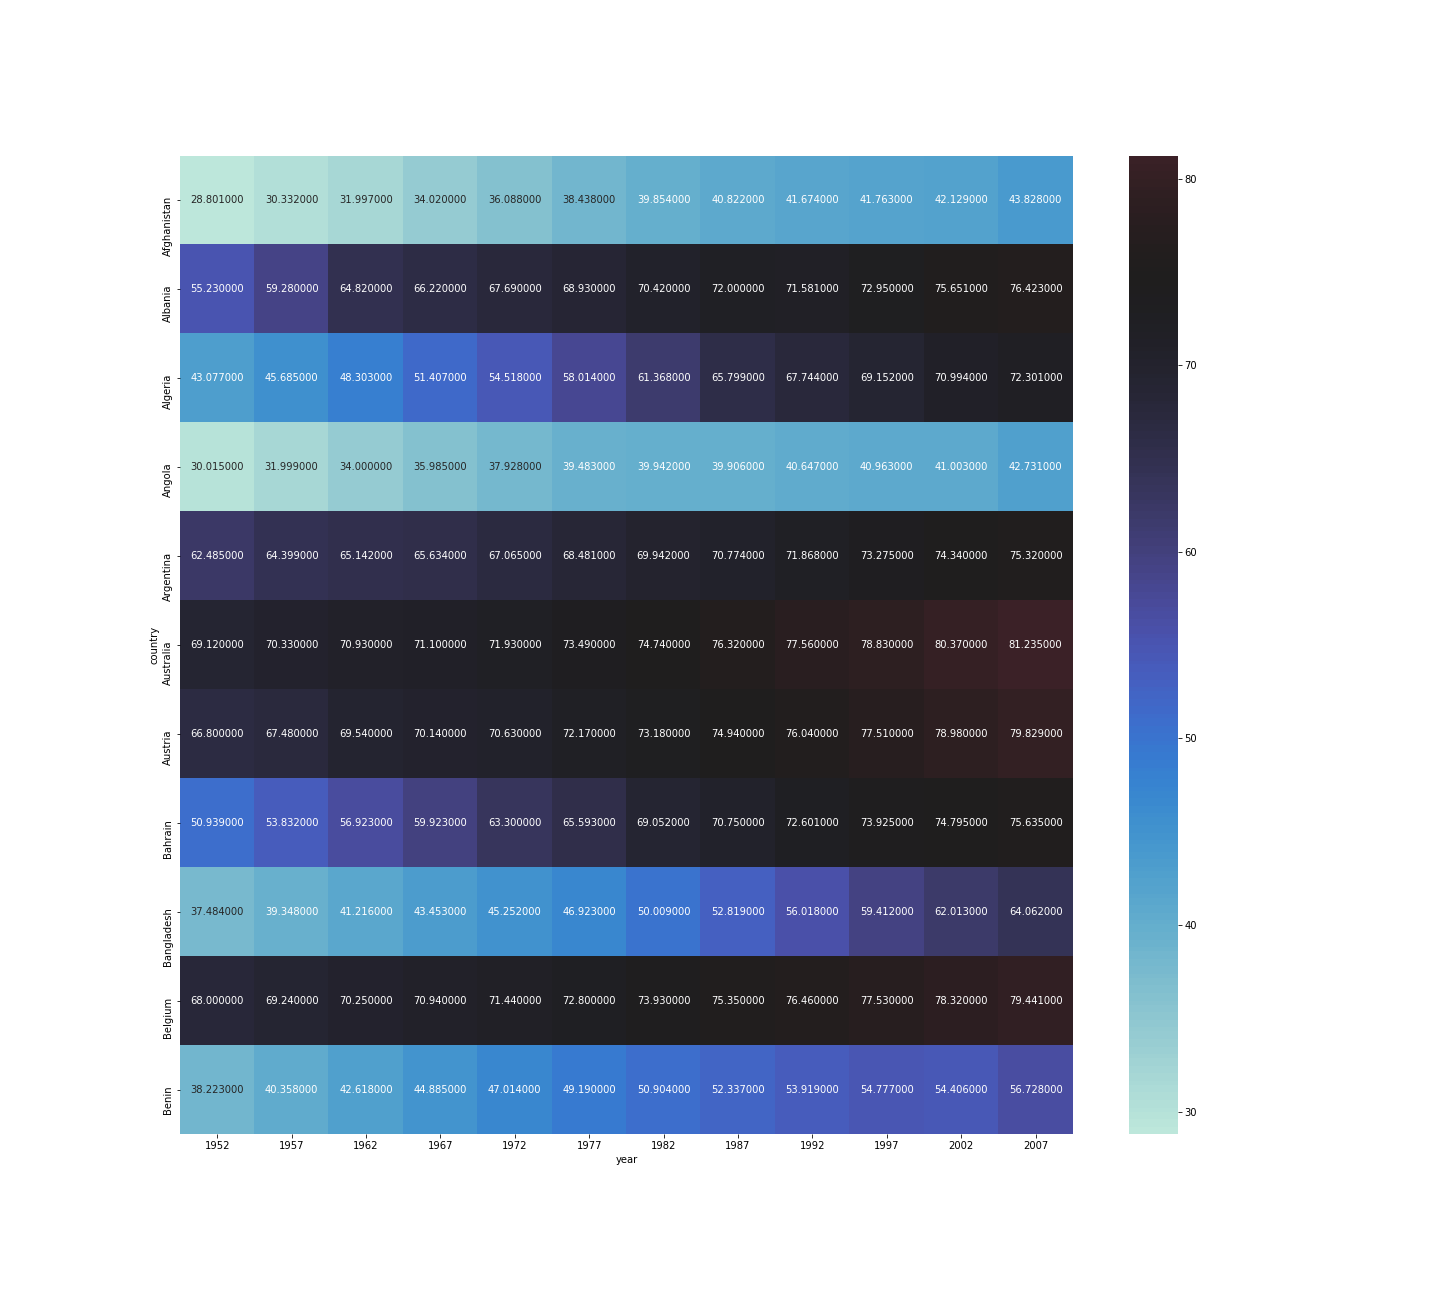 Afghanistan 28.801000 30.332000 31.997000 34.020000 36.088000 38.438000 39.854000 40.822000 41.674000 41.763000 42.129000 43.828000
Albania 55.230000 59.280000 64.820000 66.220000 67.690000 68.930000 70.420000 72.000000 71.581000 72.950000 75.651000 76.423000
Algeria 43.077000 45.685000 48.303000 51.407000 54.518000 58.014000 61.368000 65.799000 67.744000 69.152000 70.994000 72.301000
Angola 30.015000 31.999000 34.000000 35.985000 37.928000 39.483000 39.942000 39.906000 40.647000 40.963000 41.003000 42.731000
Argentina 62.485000 64.399000 65.142000 65.634000 67.065000 68.481000 69.942000 70.774000 71.868000 73.275000 74.340000 75.320000
country
Australia 69.120000 70.330000 70.930000 71.100000 71.930000 73.490000 74.740000 76.320000 77.560000 78.830000 80.370000 81.235000
Austria 66.800000 67.480000 69.540000 70.140000 70.630000 72.170000 73.180000 74.940000 76.040000 77.510000 78.980000 79.829000
Bahrain 50.939000 53.832000 56.923000 59.923000 63.300000 65.593000 69.052000 70.750000 72.601000 73.925000 74.795000 75.635000
Bangladesh 37.484000 39.348000 41.216000 43.453000 45.252000 46.923000 50.009000 52.819000 56.018000 59.412000 62.013000 64.062000
Belgium 68.000000 69.240000 70.250000 70.940000 71.440000 72.800000 73.930000 75.350000 76.460000 77.530000 78.320000 79.441000
Benin 38.223000 40.358000 42.618000 44.885000 47.014000 49.190000 50.904000 52.337000 53.919000 54.777000 54.406000 56.728000
1952 1957 1962 1967 1972 1977 1982 1987 1992 1997 2002 2007
year
80
70
60
50
40
30